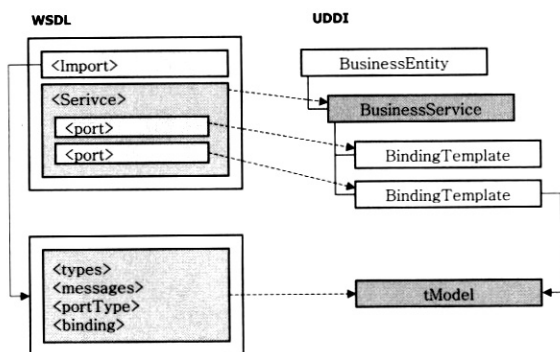 WSDL
UDDI
<Import>
<Serivce>
<port>
<port>
BusinessEntity
BusinessService
BindingTemplate
BindingTemplate
<types>
<messages>
<portType>
<binding>
tModel